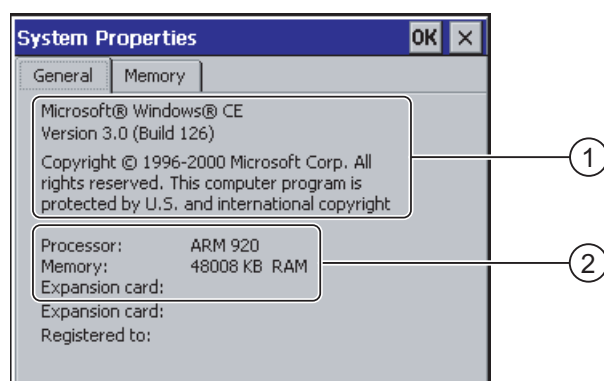 System Properties OK ×
General Memory
Microsoft® Windows® CE
Version 3.0 (Build 126)
Copyright © 1996-2000 Microsoft Corp. All
rights reserved. This computer program is
protected by U.S. and international copyright
1
Processor: ARM 920
Memory: 48008 KB RAM
Expansion card:
2
Expansion card:
Registered to: